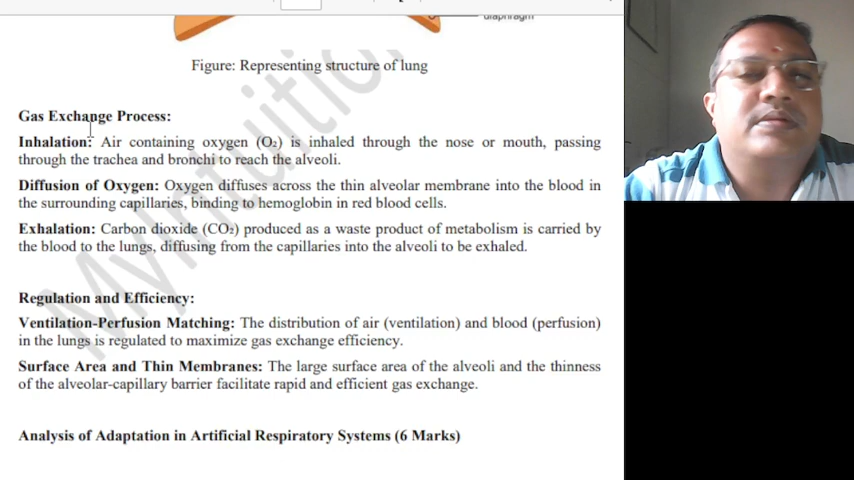 diaphragm
Figure: Representing structure of lung
Gas Exchange Process:
Inhalation: Air containing oxygen (O₂) is inhaled through the nose or mouth, passing
through the trachea and bronchi to reach the alveoli.
Diffusion of Oxygen: Oxygen diffuses across the thin alveolar membrane into the blood in
the surrounding capillaries, binding to hemoglobin in red blood cells.
Exhalation: Carbon dioxide (CO₂) produced as a waste product of metabolism is carried by
the blood to the lungs, diffusing from the capillaries into the alveoli to be exhaled.
Regulation and Efficiency:
Ventilation-Perfusion Matching: The distribution of air (ventilation) and blood (perfusion)
in the lungs is regulated to maximize gas exchange efficiency.
Surface Area and Thin Membranes: The large surface area of the alveoli and the thinness
of the alveolar-capillary barrier facilitate rapid and efficient gas exchange.
Analysis of Adaptation in Artificial Respiratory Systems (6 Marks)
MyIntuition